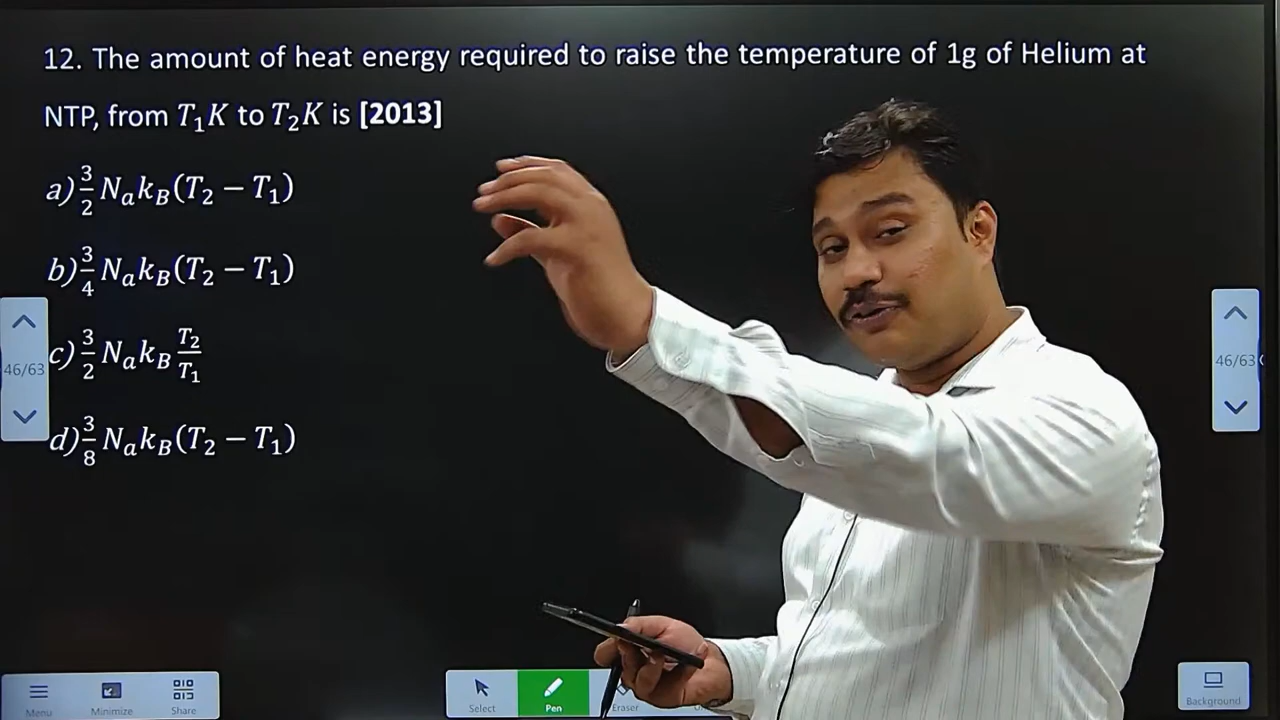 12. The amount of heat energy required to raise the temperature of 1g of Helium at
NTP, from T₁K to T₂K is [2013]
a) 3/2 Nₐk_B(T₂ − T₁)
b) 3/4 Nₐk_B(T₂ − T₁)
c) 3/2 Nₐk_B T₂/T₁
d) 3/8 Nₐk_B(T₂ − T₁)
46/63
46/63
Menu
Minimize
Share
Select
Pen
Eraser
Background